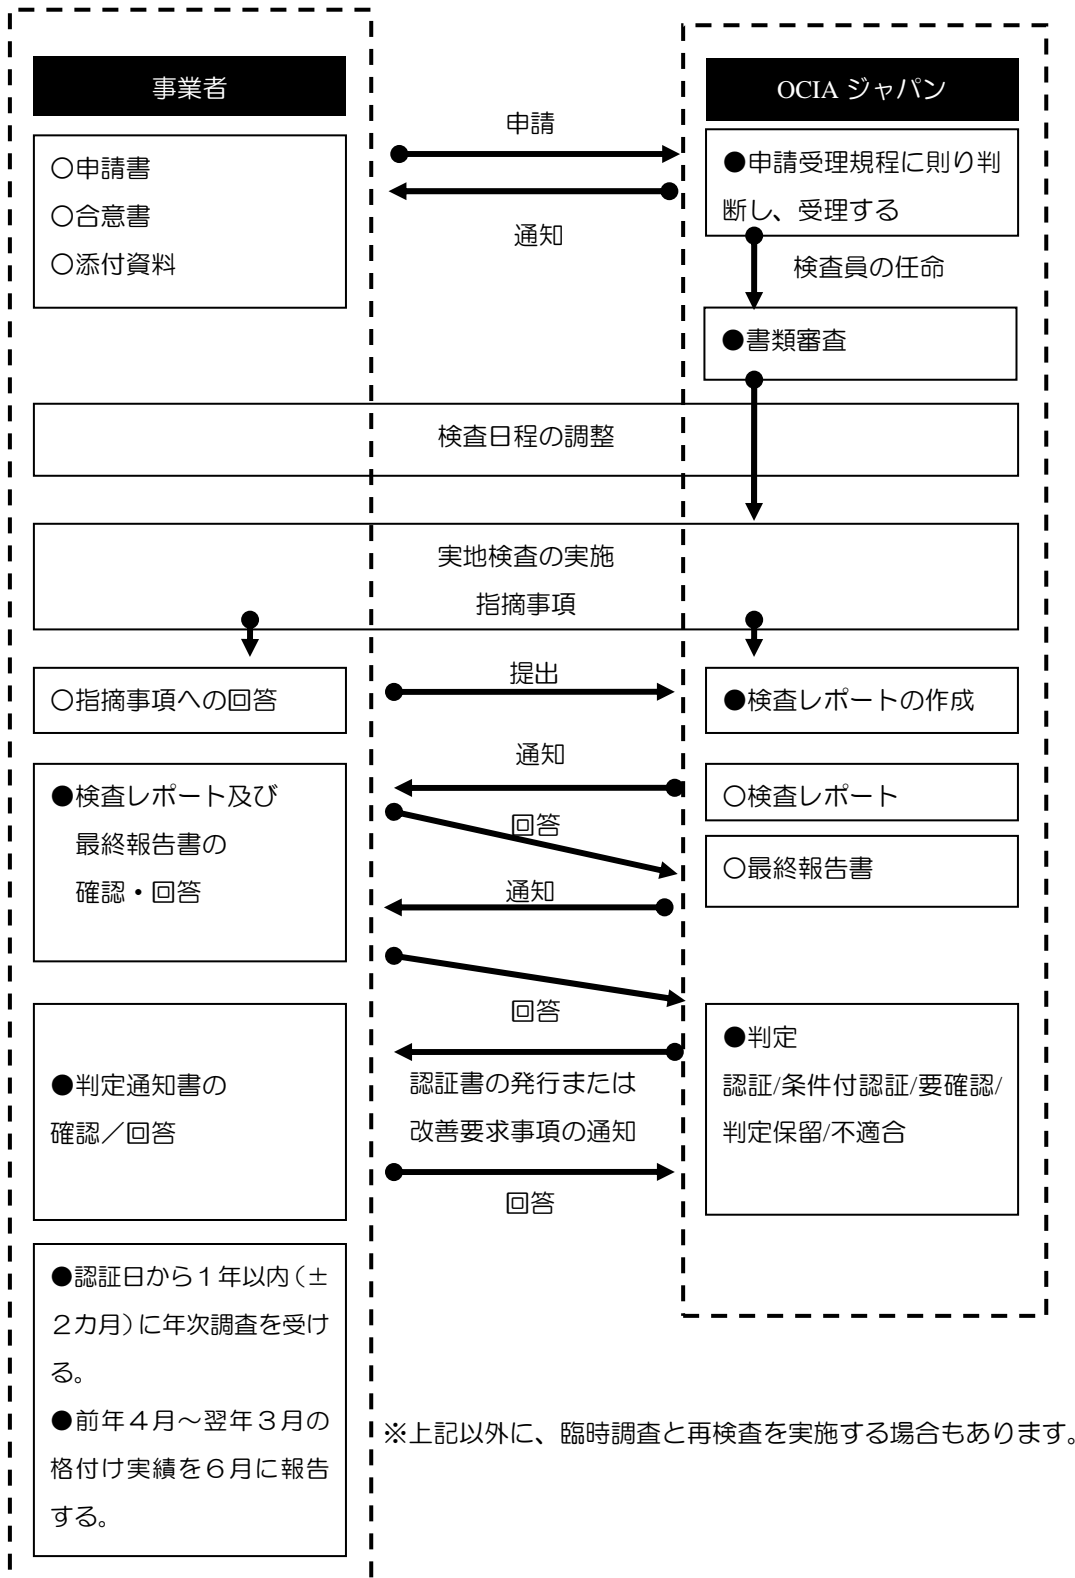 事業者
OCIA ジャパン
申請
○申請書
○合意書
○添付資料
●申請受理規程に則り判
断し、受理する
通知
検査員の任命
●書類審査
検査日程の調整
実地検査の実施
指摘事項
○指摘事項への回答
提出
●検査レポートの作成
通知
●検査レポート及び
最終報告書の
確認・回答
○検査レポート
回答
○最終報告書
通知
回答
●判定通知書の
確認／回答
認証書の発行または
改善要求事項の通知
●判定
認証/条件付認証/要確認/
判定保留/不適合
回答
●認証日から１年以内（±
２カ月）に年次調査を受け
る。
●前年４月～翌年３月の
格付け実績を６月に報告
する。
※上記以外に、臨時調査と再検査を実施する場合もあります。